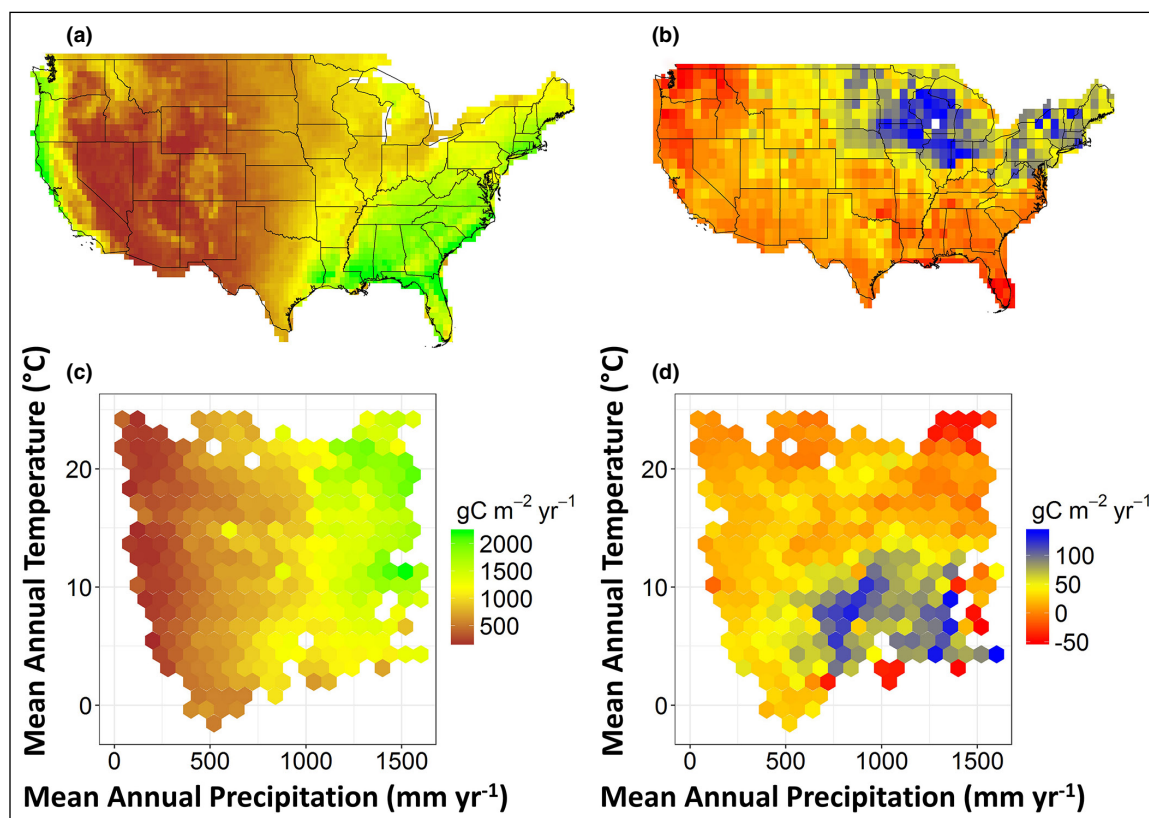 (a)
(b)
(c)
(d)
Mean Annual Temperature (°C)
20
10
0
0
500
1000
1500
Mean Annual Precipitation (mm yr⁻¹)
gC m⁻² yr⁻¹
2000
1500
1000
500
Mean Annual Temperature (°C)
20
10
0
0
500
1000
1500
Mean Annual Precipitation (mm yr⁻¹)
gC m⁻² yr⁻¹
100
50
0
-50